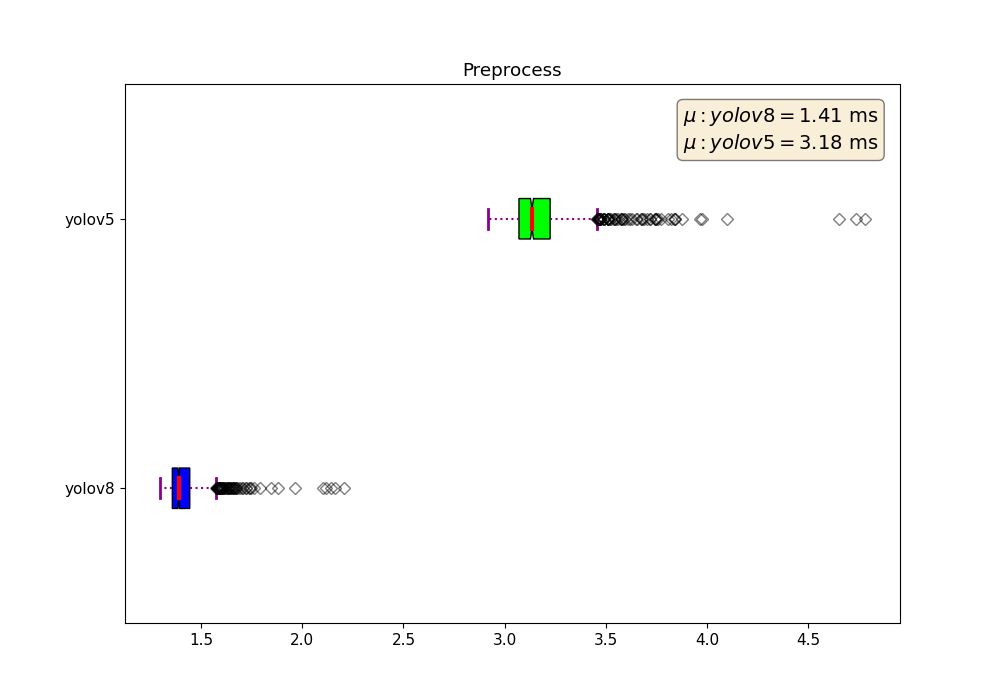 Preprocess
μ : yolov8 = 1.41 ms
μ : yolov5 = 3.18 ms
yolov5
yolov8
1.5 2.0 2.5 3.0 3.5 4.0 4.5